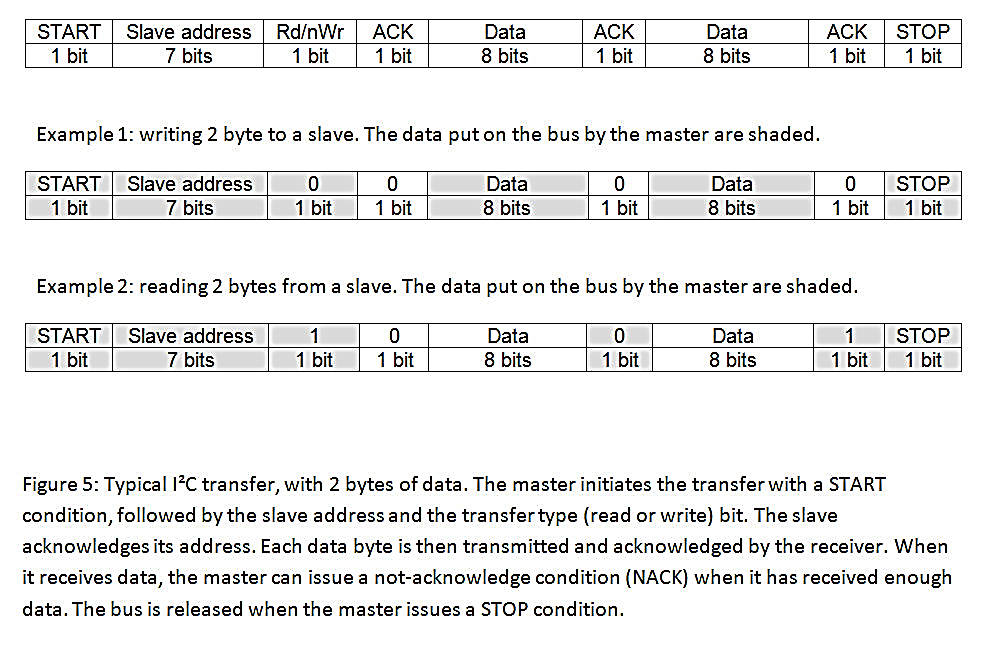 START Slave address Rd/nWr ACK Data ACK Data ACK STOP
1 bit 7 bits 1 bit 1 bit 8 bits 1 bit 8 bits 1 bit 1 bit
Example 1: writing 2 byte to a slave. The data put on the bus by the master are shaded.
START Slave address 0 0 Data 0 Data 0 STOP
1 bit 7 bits 1 bit 1 bit 8 bits 1 bit 8 bits 1 bit 1 bit
Example 2: reading 2 bytes from a slave. The data put on the bus by the master are shaded.
START Slave address 1 0 Data 0 Data 1 STOP
1 bit 7 bits 1 bit 1 bit 8 bits 1 bit 8 bits 1 bit 1 bit
Figure 5: Typical I²C transfer, with 2 bytes of data. The master initiates the transfer with a START
condition, followed by the slave address and the transfer type (read or write) bit. The slave
acknowledges its address. Each data byte is then transmitted and acknowledged by the receiver. When
it receives data, the master can issue a not-acknowledge condition (NACK) when it has received enough
data. The bus is released when the master issues a STOP condition.